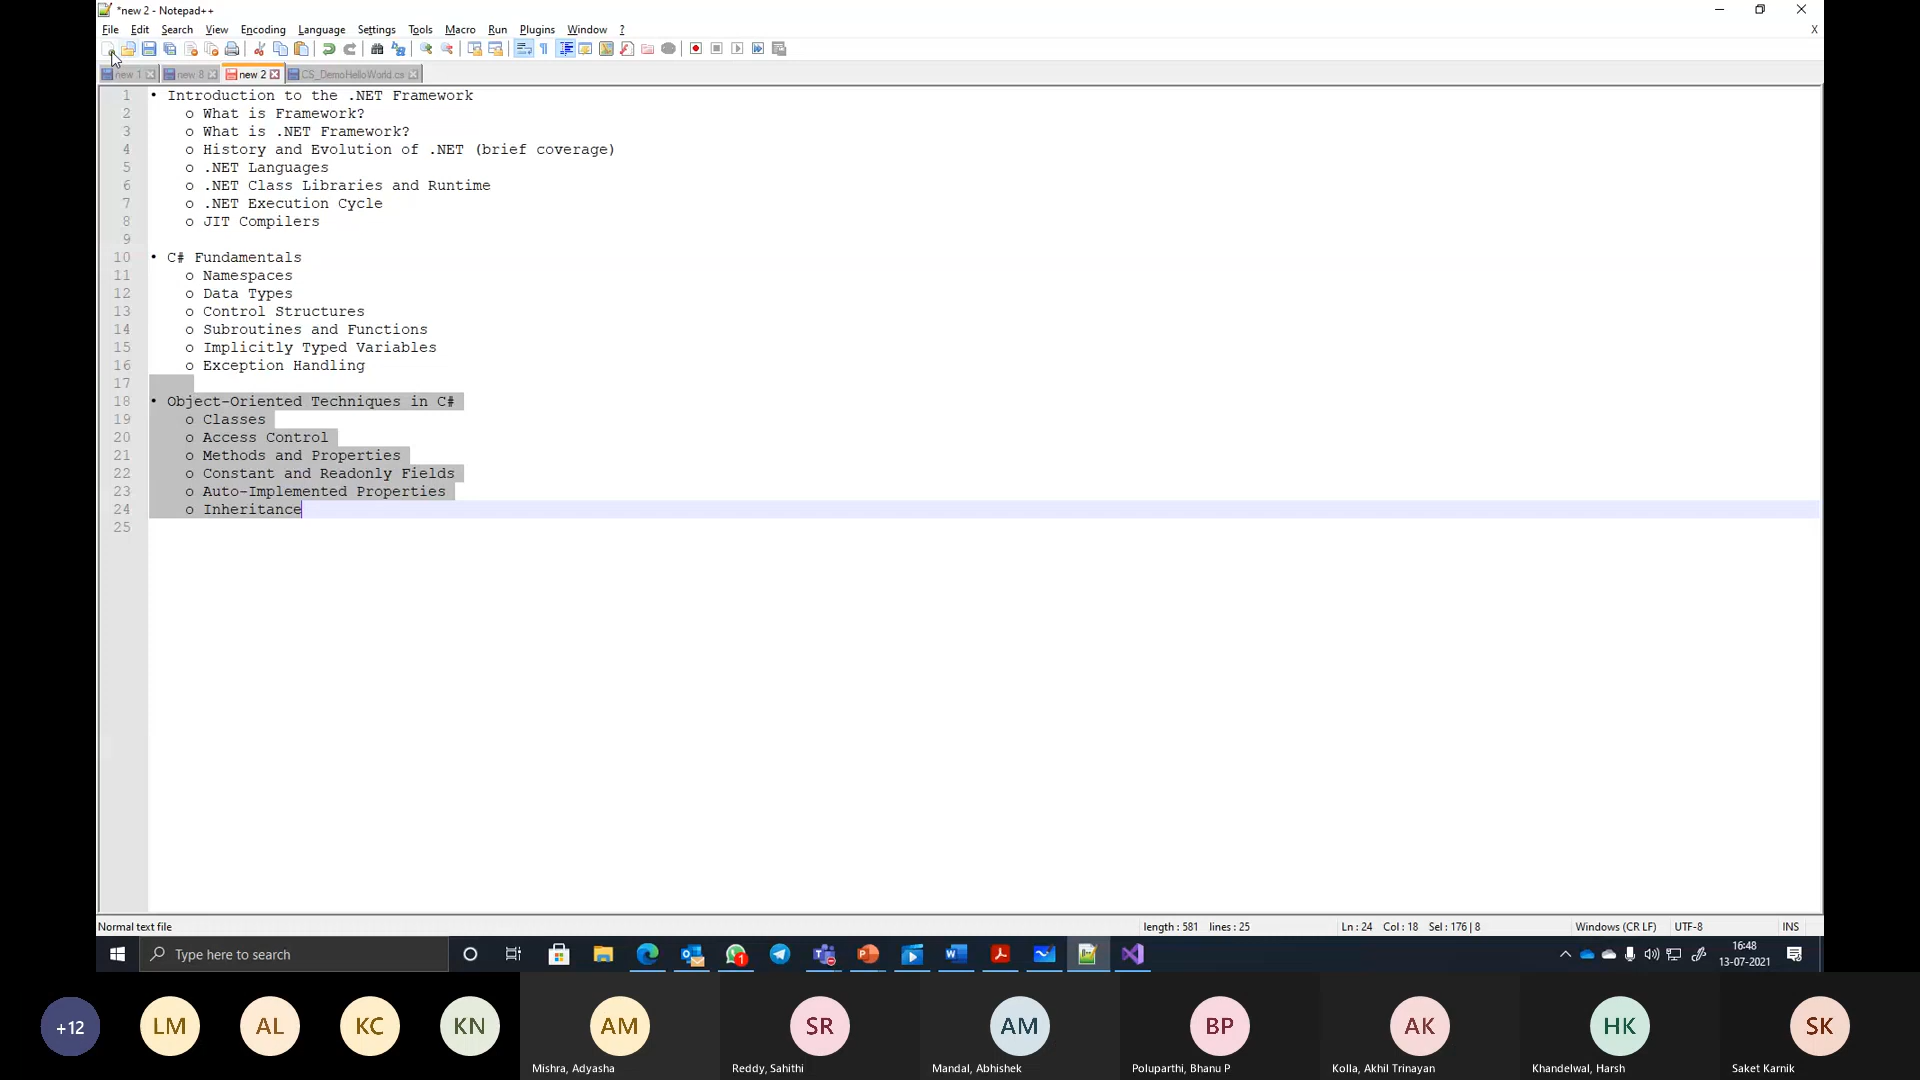 *new 2 - Notepad++
File Edit Search View Encoding Language Settings Tools Macro Run Plugins Window ? X
new 1 new 8 new 2 CS_DemoHelloWorld.cs
1 • Introduction to the .NET Framework
2 o What is Framework?
3 o What is .NET Framework?
4 o History and Evolution of .NET (brief coverage)
5 o .NET Languages
6 o .NET Class Libraries and Runtime
7 o .NET Execution Cycle
8 o JIT Compilers
9
10 • C# Fundamentals
11 o Namespaces
12 o Data Types
13 o Control Structures
14 o Subroutines and Functions
15 o Implicitly Typed Variables
16 o Exception Handling
17
18 • Object-Oriented Techniques in C#
19 o Classes
20 o Access Control
21 o Methods and Properties
22 o Constant and Readonly Fields
23 o Auto-Implemented Properties
24 o Inheritance
25
Normal text file length : 581 lines : 25 Ln : 24 Col : 18 Sel : 176 | 8 Windows (CR LF) UTF-8 INS
Type here to search 16:48
13-07-2021
+12 LM AL KC KN AM SR AM BP AK HK SK
Mishra, Adyasha Reddy, Sahithi Mandal, Abhishek Poluparthi, Bhanu P Kolla, Akhil Trinayan Khandelwal, Harsh Saket Karnik